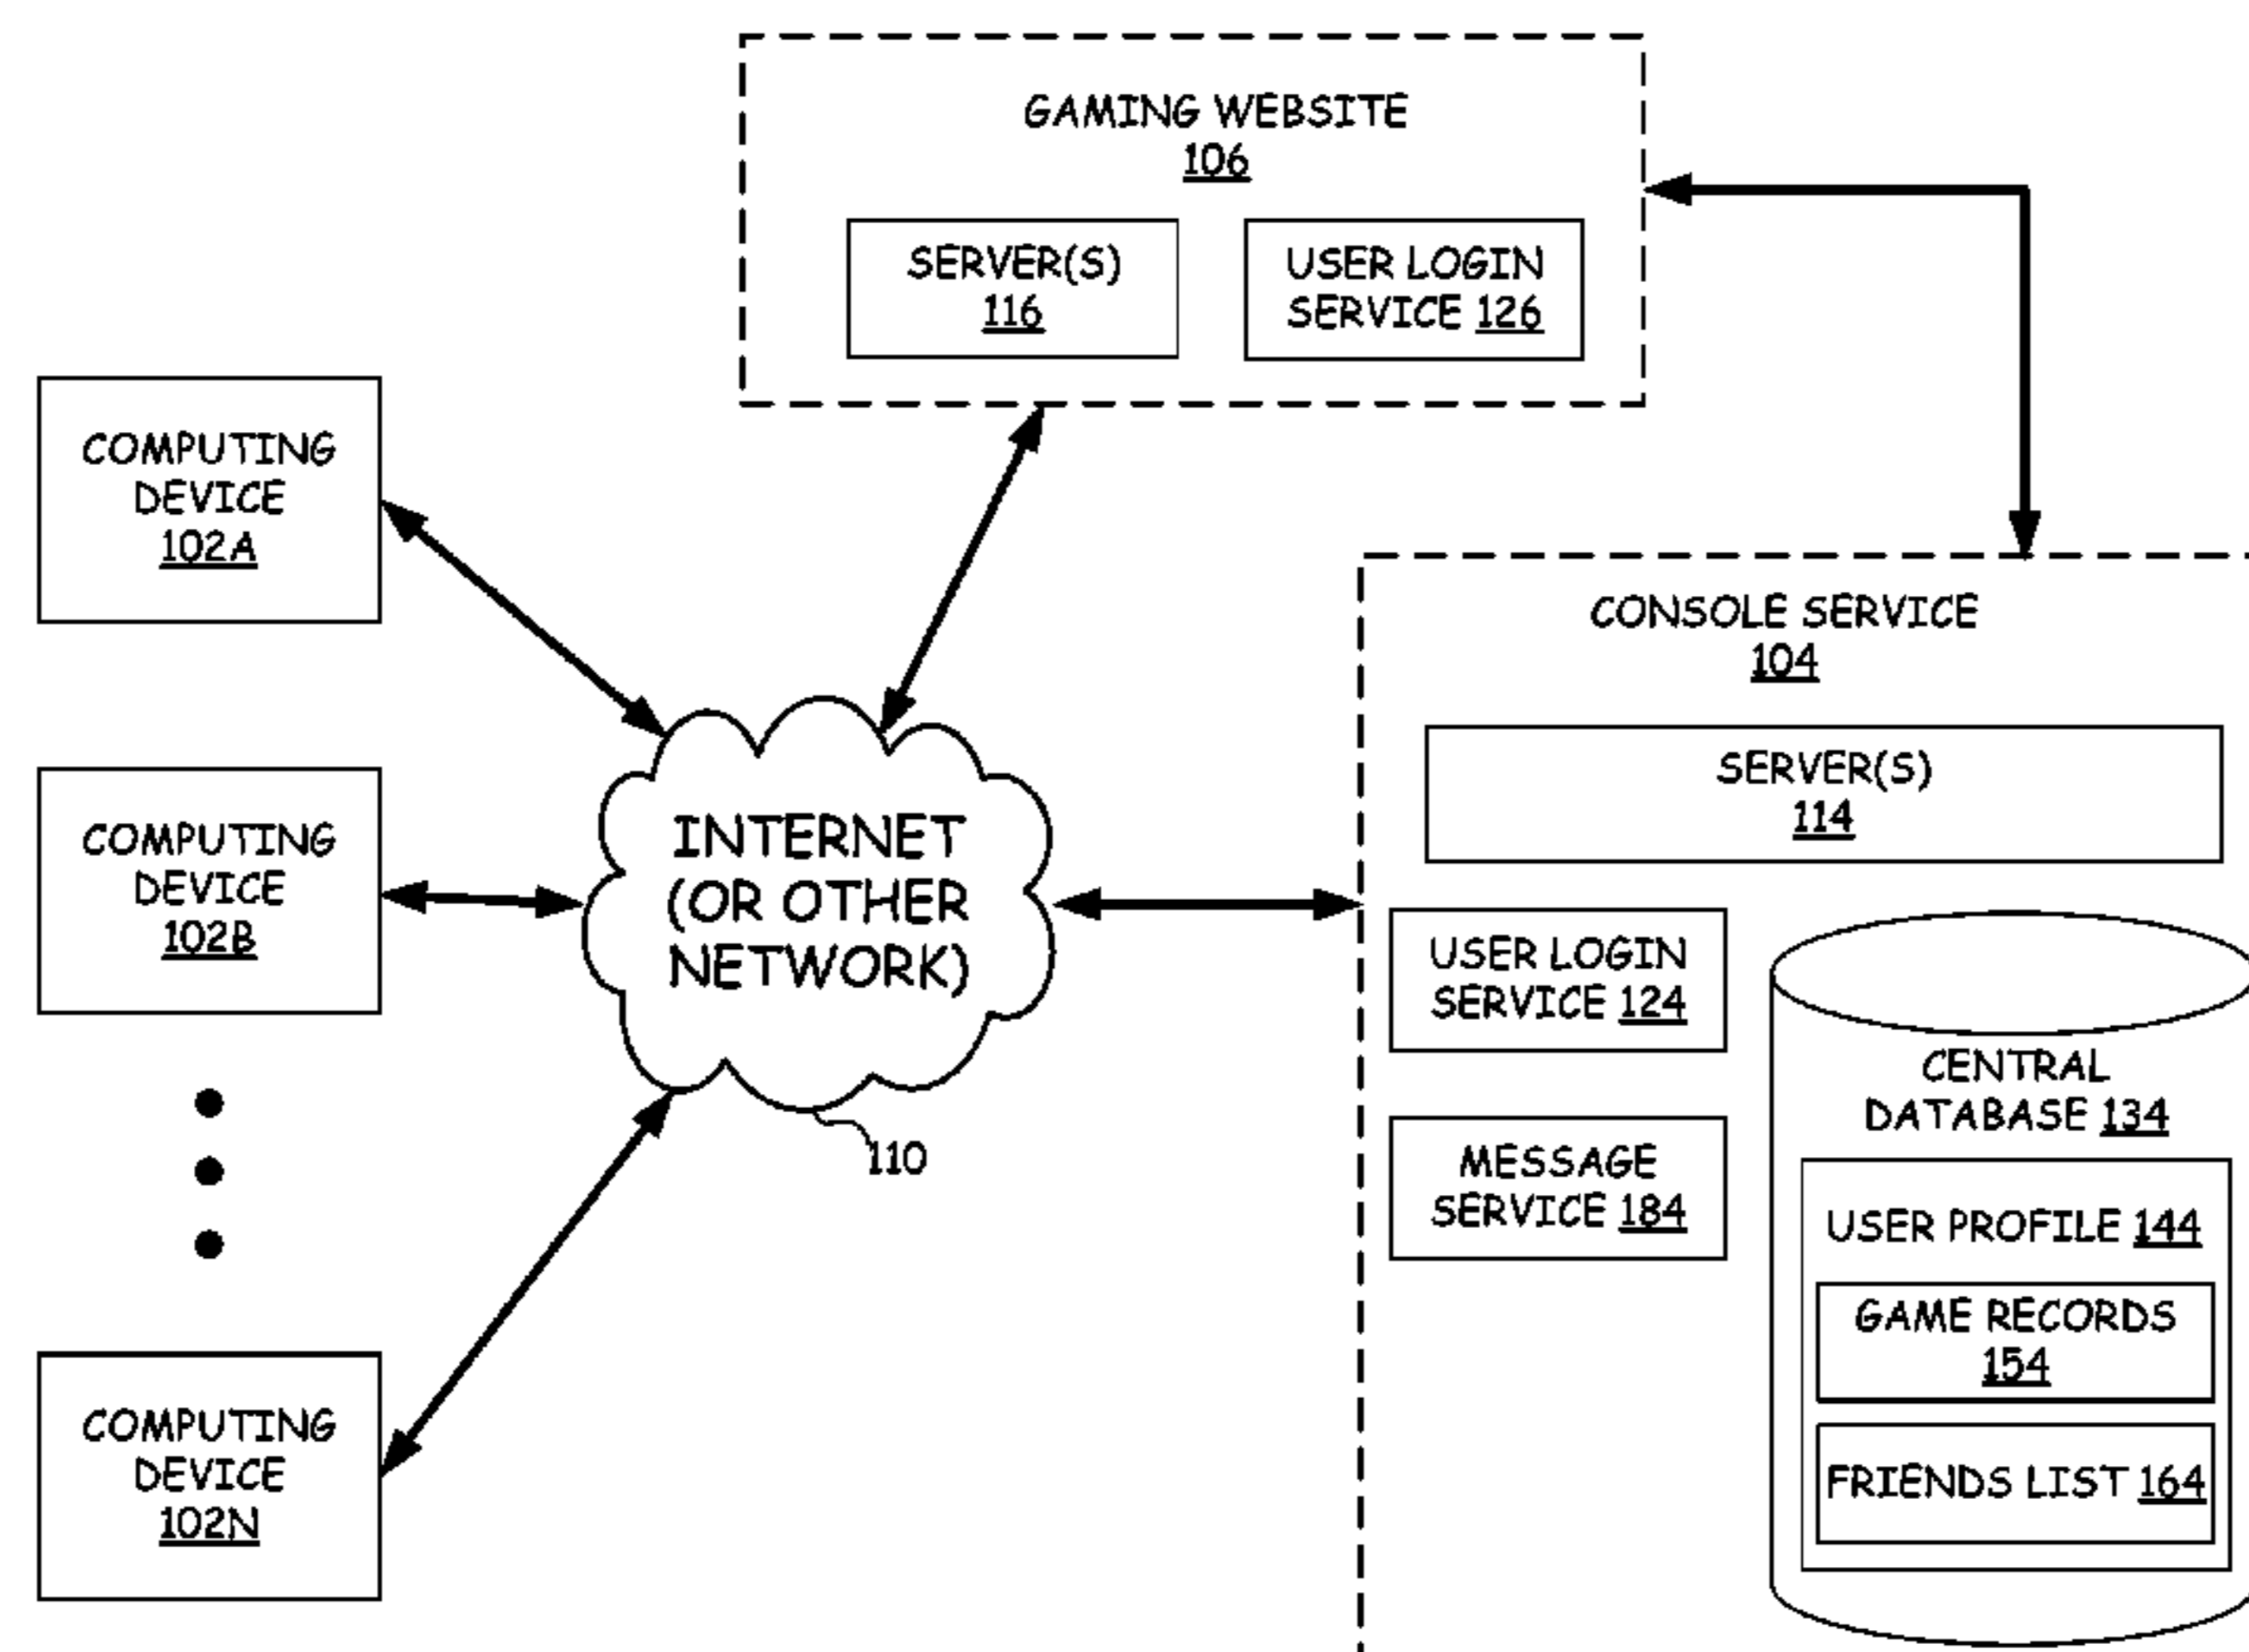 GAMING WEBSITE
106
SERVER(S)
116
USER LOGIN
SERVICE 126
COMPUTING
DEVICE
102A
COMPUTING
DEVICE
102B
COMPUTING
DEVICE
102N
INTERNET
(OR OTHER
NETWORK)
110
CONSOLE SERVICE
104
SERVER(S)
114
USER LOGIN
SERVICE 124
MESSAGE
SERVICE 184
CENTRAL
DATABASE 134
USER PROFILE 144
GAME RECORDS
154
FRIENDS LIST 164